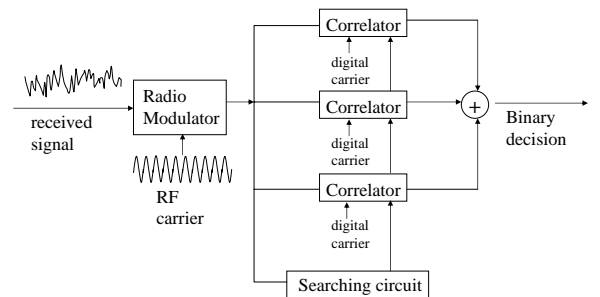 Correlator
digital
carrier
received
signal
Radio
Modulator
Correlator
+
Binary
decision
digital
carrier
RF
carrier
Correlator
digital
carrier
Searching circuit